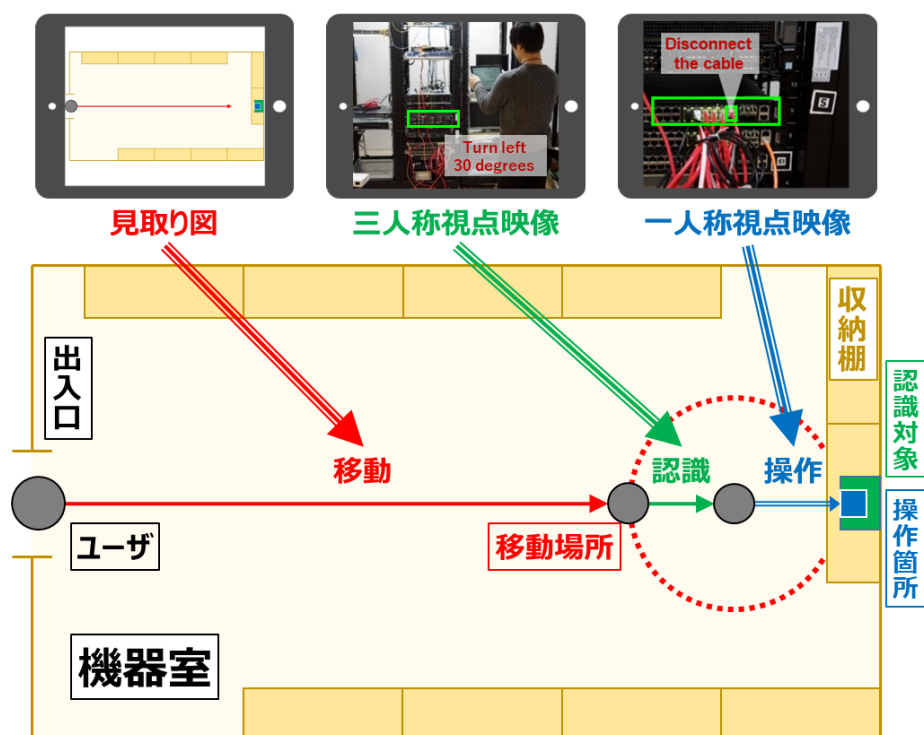 Turn left
30 degrees
Disconnect
the cable
5
見取り図
三人称視点映像
一人称視点映像
収納棚
出入口
認識対象
移動
認識
操作
操作箇所
ユーザ
移動場所
機器室